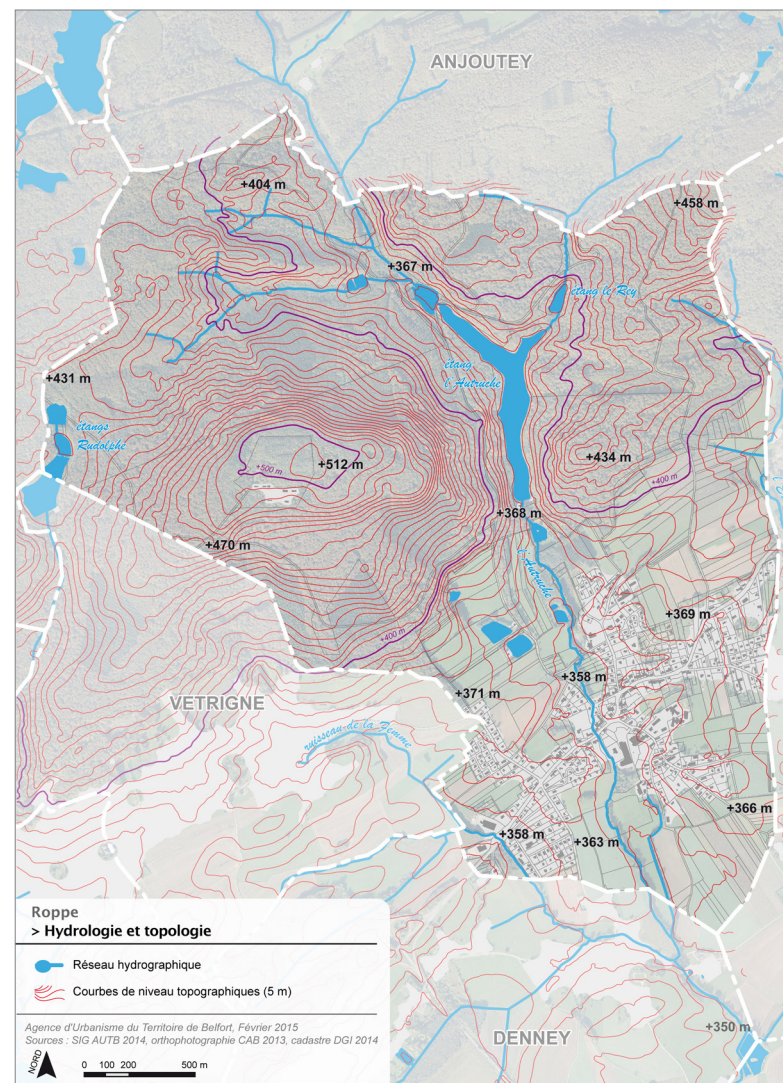 ANJOUTEY
+404 m
+458 m
+367 m
étang le Rey
étang
l'Autruche
+431 m
étangs
Rudolphe
+500 m
+512 m
+434 m
+400 m
+368 m
+470 m
l'Autruche
+369 m
+400 m
+358 m
+371 m
VETRIGNE
ruisseau de la Femme
+366 m
+358 m
+363 m
Roppe
> Hydrologie et topologie
Réseau hydrographique
Courbes de niveau topographiques (5 m)
Agence d'Urbanisme du Territoire de Belfort, Février 2015
Sources : SIG AUTB 2014, orthophotographie CAB 2013, cadastre DGI 2014
NORD
0 100 200 500 m
DENNEY
+350 m